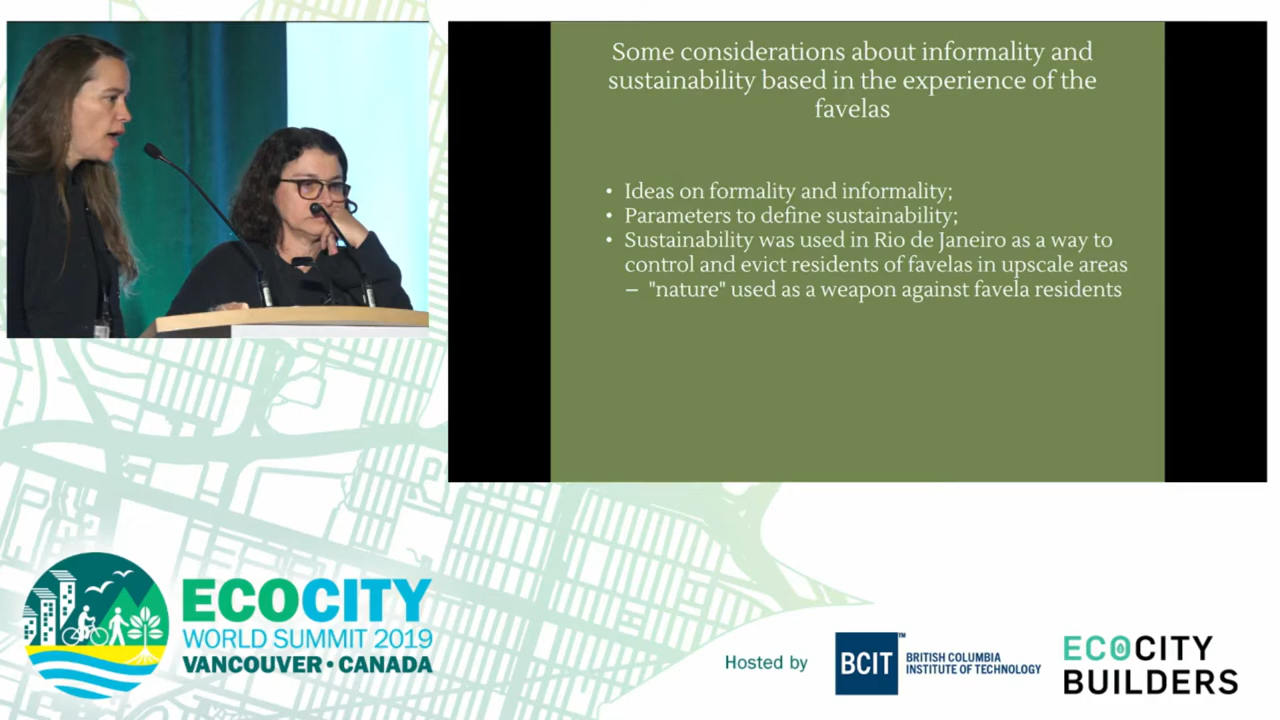 Some considerations about informality and
sustainability based in the experience of the
favelas
• Ideas on formality and informality;
• Parameters to define sustainability;
• Sustainability was used in Rio de Janeiro as a way to
control and evict residents of favelas in upscale areas
– "nature" used as a weapon against favela residents
ECOCITY
WORLD SUMMIT 2019
VANCOUVER • CANADA
Hosted by
BCIT™
BRITISH COLUMBIA
INSTITUTE OF TECHNOLOGY
ECOCITY
BUILDERS